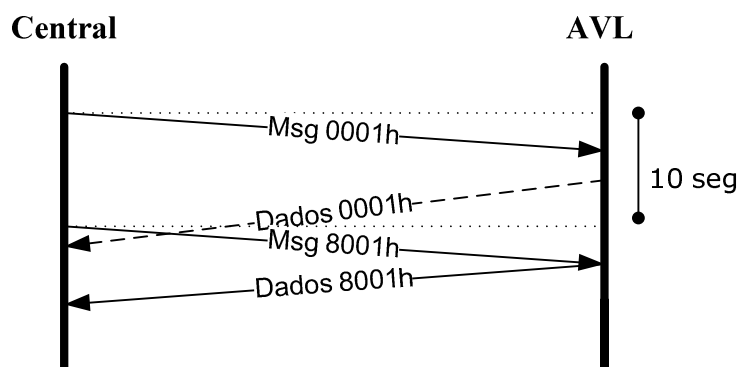 Central
AVL
Msg 0001h
10 seg
Dados 0001h
Msg 8001h
Dados 8001h